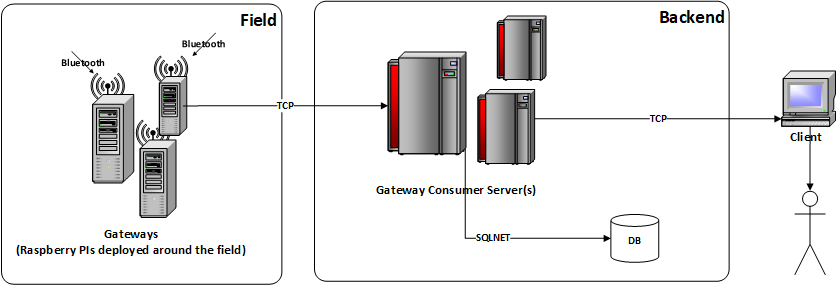 Field
Bluetooth
Bluetooth
TCP
Gateways
(Raspberry PIs deployed around the field)
Backend
Gateway Consumer Server(s)
TCP
SQLNET
DB
Client